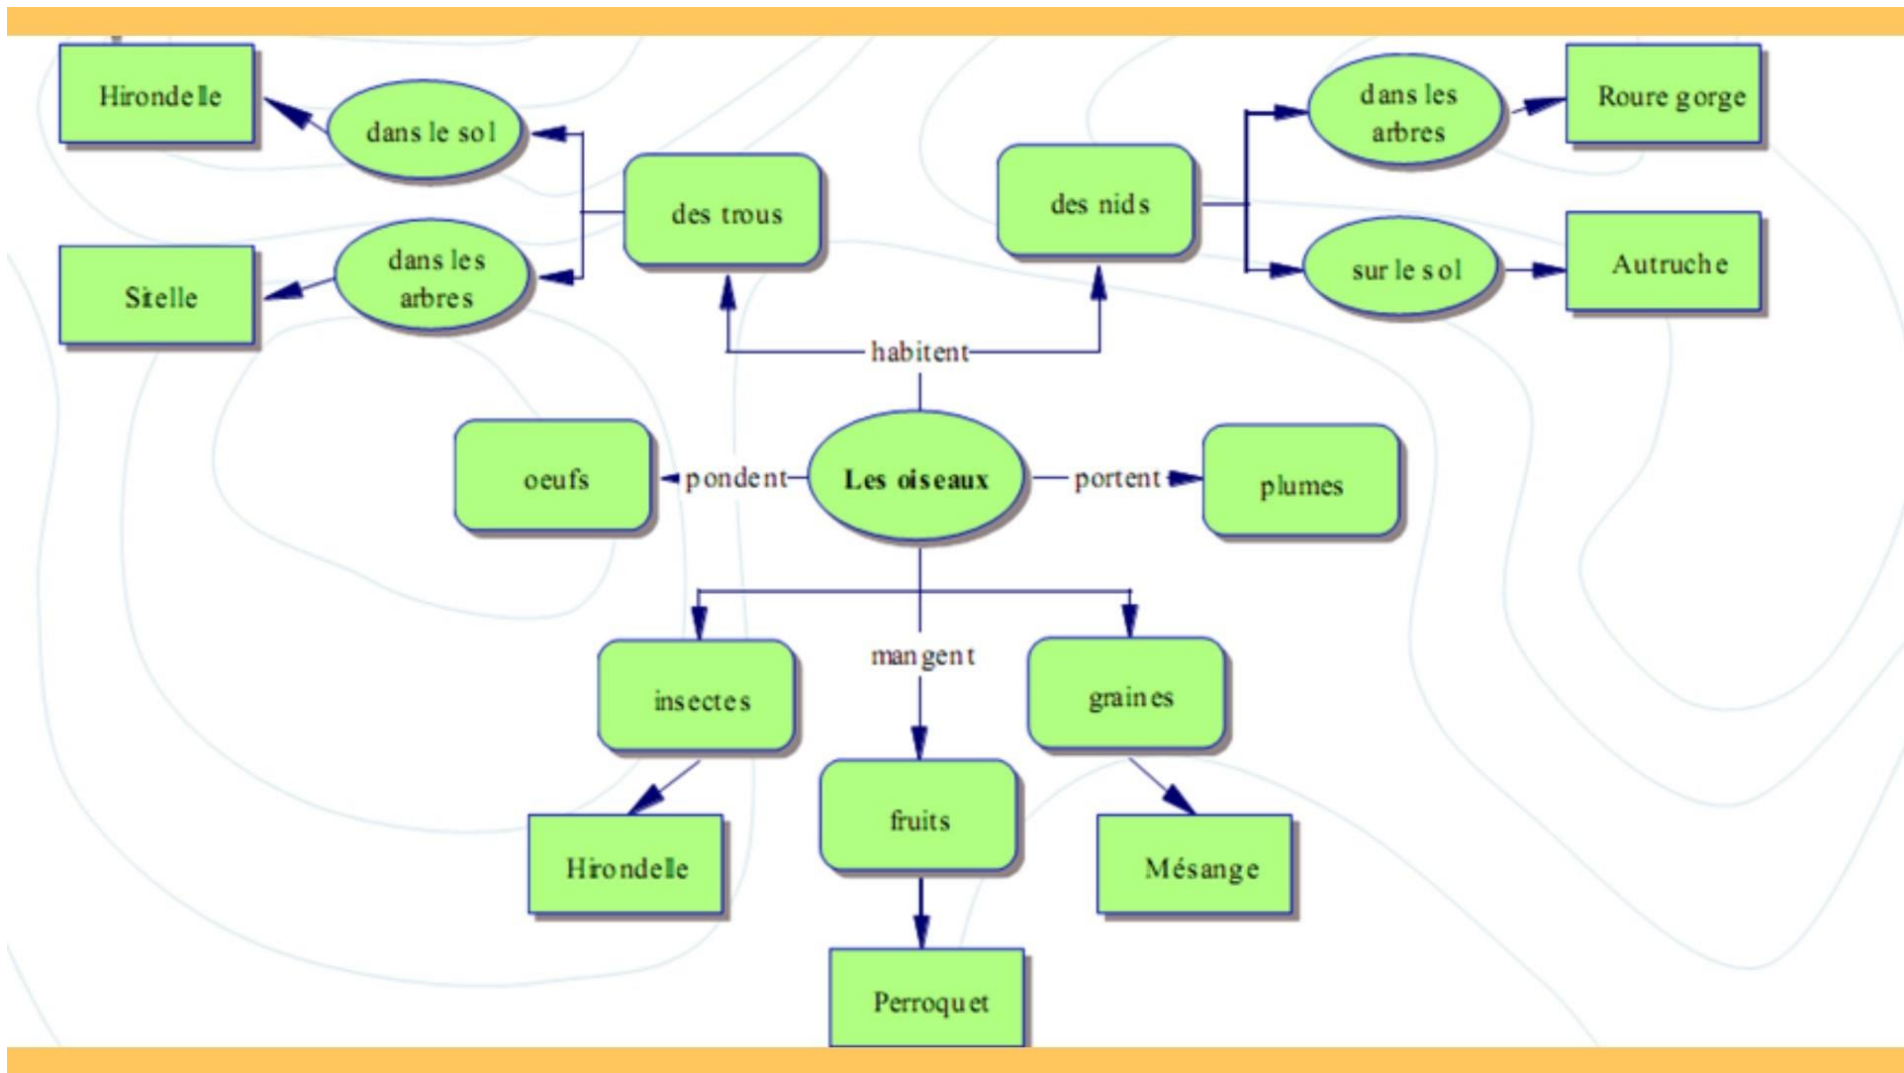 Hirondelle
dans le sol
des trous
dans les
arbres
Sitelle
des nids
dans les
arbres
Roure gorge
sur le sol
Autruche
habitent
oeufs
pondent
Les oiseaux
portent
plumes
mangent
insectes
graines
fruits
Hirondelle
Mésange
Perroquet